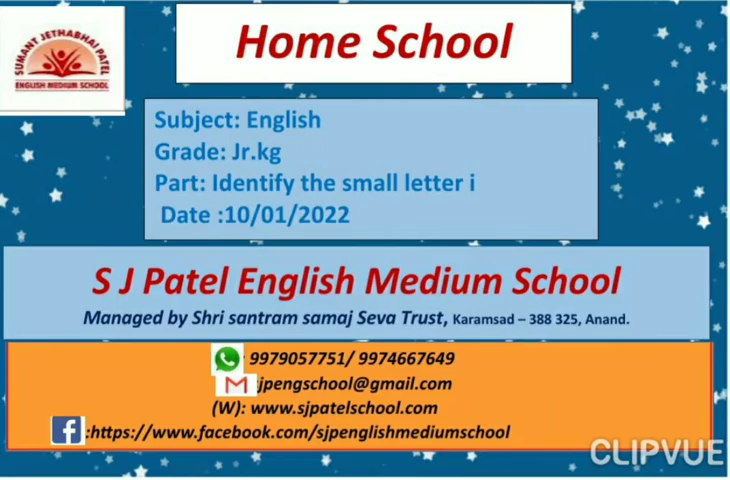 SUMANT JETHABHAI PATEL
ENGLISH MEDIUM SCHOOL
Home School
Subject: English
Grade: Jr.kg
Part: Identify the small letter i
Date :10/01/2022
S J Patel English Medium School
Managed by Shri santram samaj Seva Trust, Karamsad – 388 325, Anand.
: 9979057751/ 9974667649
sjpengschool@gmail.com
(W): www.sjpatelschool.com
:https://www.facebook.com/sjpenglishmediumschool
CLIPVUE